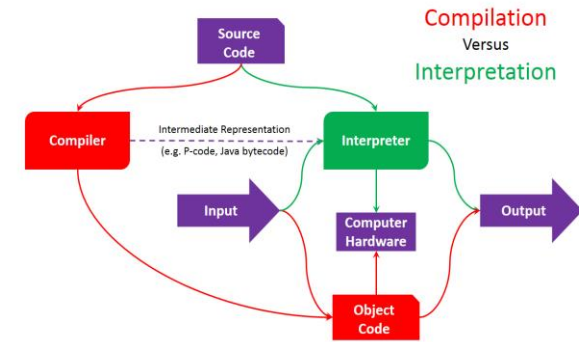 Compilation
Versus
Interpretation
Source
Code
Compiler
Intermediate Representation
(e.g. P-code, Java bytecode)
Interpreter
Input
Computer
Hardware
Output
Object
Code